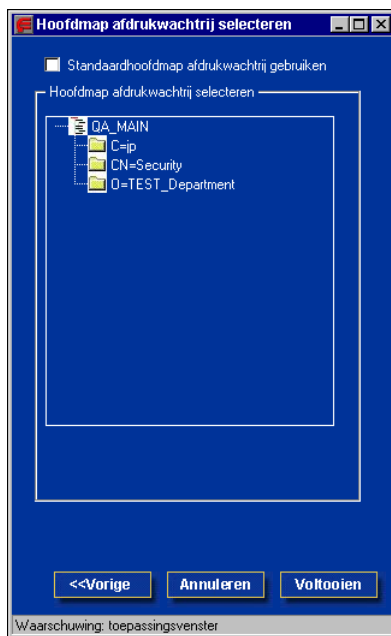 Hoofdmap afdrukwachtrij selecteren
Standaardhoofdmap afdrukwachtrij gebruiken
Hoofdmap afdrukwachtrij selecteren
QA_MAIN
C=jp
CN=Security
O=TEST_Department
<<Vorige
Annuleren
Voltooien
Waarschuwing: toepassingsvenster